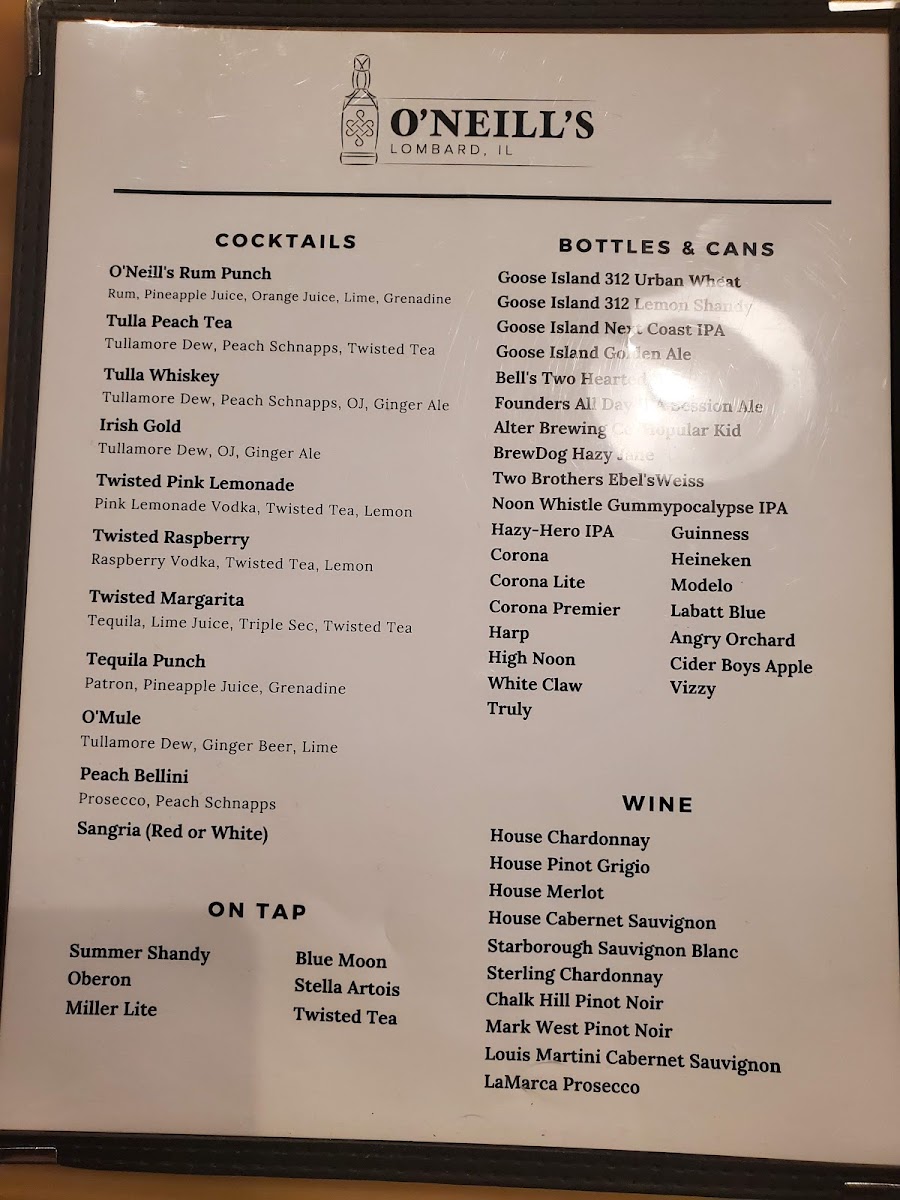 O'NEILL'S
LOMBARD, IL
COCKTAILS
O'Neill's Rum Punch
Rum, Pineapple Juice, Orange Juice, Lime, Grenadine
Tulla Peach Tea
Tullamore Dew, Peach Schnapps, Twisted Tea
Tulla Whiskey
Tullamore Dew, Peach Schnapps, OJ, Ginger Ale
Irish Gold
Tullamore Dew, OJ, Ginger Ale
Twisted Pink Lemonade
Pink Lemonade Vodka, Twisted Tea, Lemon
Twisted Raspberry
Raspberry Vodka, Twisted Tea, Lemon
Twisted Margarita
Tequila, Lime Juice, Triple Sec, Twisted Tea
Tequila Punch
Patron, Pineapple Juice, Grenadine
O'Mule
Tullamore Dew, Ginger Beer, Lime
Peach Bellini
Prosecco, Peach Schnapps
Sangria (Red or White)
ON TAP
Summer Shandy
Oberon
Miller Lite
Blue Moon
Stella Artois
Twisted Tea
BOTTLES & CANS
Goose Island 312 Urban Wheat
Goose Island 312 Lemon Shandy
Goose Island Next Coast IPA
Goose Island Golden Ale
Bell's Two Hearted
Founders All Day IPA Session Ale
Alter Brewing Co Hopular Kid
BrewDog Hazy Jane
Two Brothers Ebel'sWeiss
Noon Whistle Gummypocalypse IPA
Hazy-Hero IPA
Corona
Corona Lite
Corona Premier
Harp
High Noon
White Claw
Truly
Guinness
Heineken
Modelo
Labatt Blue
Angry Orchard
Cider Boys Apple
Vizzy
WINE
House Chardonnay
House Pinot Grigio
House Merlot
House Cabernet Sauvignon
Starborough Sauvignon Blanc
Sterling Chardonnay
Chalk Hill Pinot Noir
Mark West Pinot Noir
Louis Martini Cabernet Sauvignon
LaMarca Prosecco